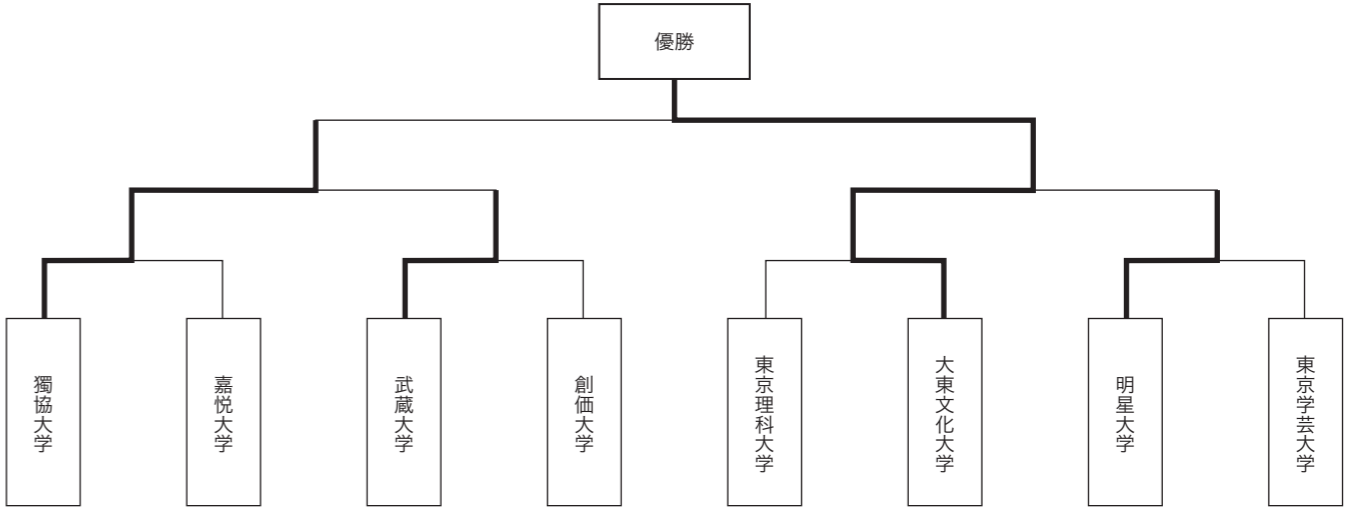 優勝
獨協大学
嘉悦大学
武蔵大学
創価大学
東京理科大学
大東文化大学
明星大学
東京学芸大学